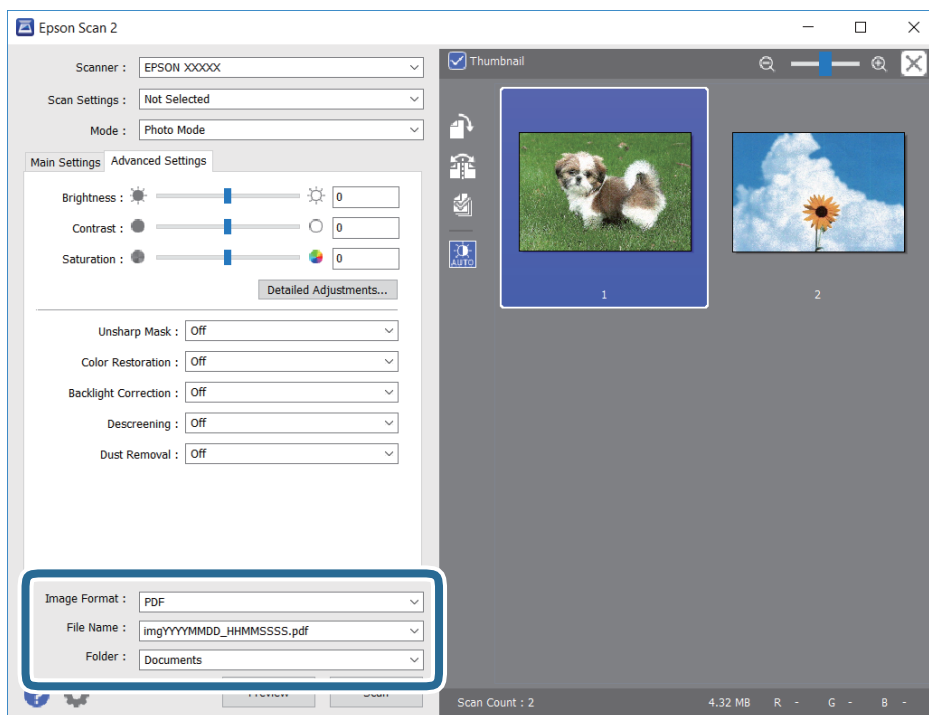 Epson Scan 2
Scanner : EPSON XXXXX
Scan Settings : Not Selected
Mode : Photo Mode
Main Settings Advanced Settings
Brightness : 0
Contrast : 0
Saturation : 0
Detailed Adjustments...
Unsharp Mask : Off
Color Restoration : Off
Backlight Correction : Off
Descreening : Off
Dust Removal : Off
Image Format : PDF
File Name : imgYYYYMMDD_HHMMSSSS.pdf
Folder : Documents
Preview Scan
Thumbnail
AUTO
1 2
Scan Count : 2 4.32 MB R - G - B -